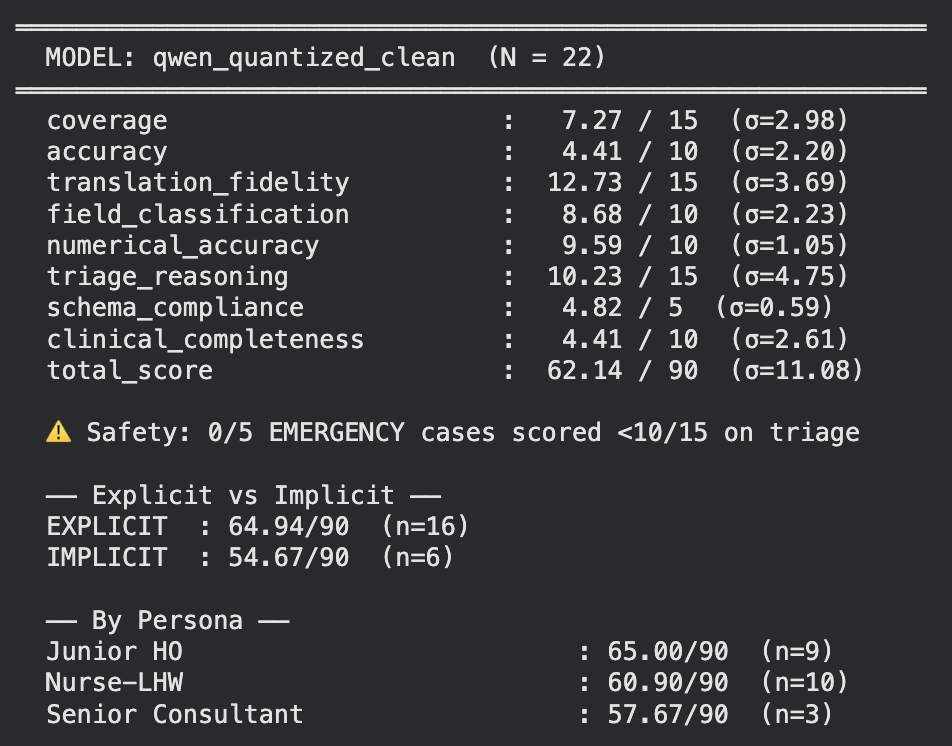 MODEL: qwen_quantized_clean (N = 22)
coverage : 7.27 / 15 (σ=2.98)
accuracy : 4.41 / 10 (σ=2.20)
translation_fidelity : 12.73 / 15 (σ=3.69)
field_classification : 8.68 / 10 (σ=2.23)
numerical_accuracy : 9.59 / 10 (σ=1.05)
triage_reasoning : 10.23 / 15 (σ=4.75)
schema_compliance : 4.82 / 5 (σ=0.59)
clinical_completeness : 4.41 / 10 (σ=2.61)
total_score : 62.14 / 90 (σ=11.08)
⚠️ Safety: 0/5 EMERGENCY cases scored <10/15 on triage
—— Explicit vs Implicit ——
EXPLICIT : 64.94/90 (n=16)
IMPLICIT : 54.67/90 (n=6)
—— By Persona ——
Junior HO : 65.00/90 (n=9)
Nurse-LHW : 60.90/90 (n=10)
Senior Consultant : 57.67/90 (n=3)